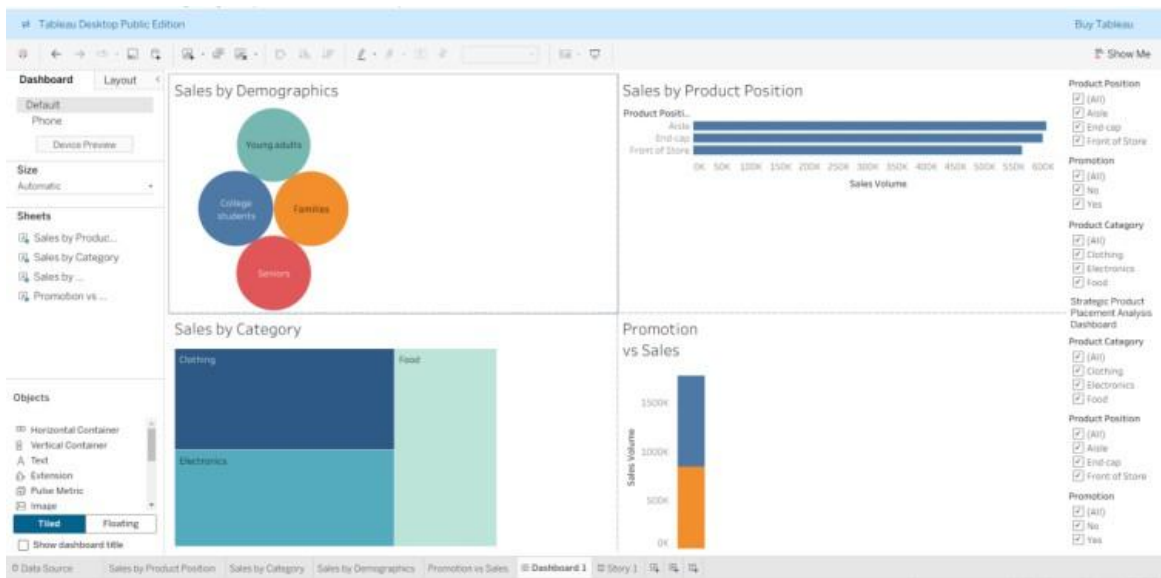 Tableau Desktop Public Edition
Buy Tableau
Show Me
Dashboard
Layout
Default
Phone
Device Preview
Size
Automatic
Sheets
Sales by Produc...
Sales by Category
Sales by ...
Promotion vs ...
Objects
Horizontal Container
Vertical Container
Text
Extension
Pulse Metric
Image
Tiled
Floating
Show dashboard title
Sales by Demographics
Young adults
College
students
Families
Seniors
Sales by Product Position
Product Positi..
Aisle
End-cap
Front of Store
0K 50K 100K 150K 200K 250K 300K 350K 400K 450K 500K 550K 600K
Sales Volume
Sales by Category
Clothing
Food
Electronics
Promotion
vs Sales
1500K
1000K
500K
0K
Sales Volume
Product Position
(All)
Aisle
End-cap
Front of Store
Promotion
(All)
No
Yes
Product Category
(All)
Clothing
Electronics
Food
Strategic Product
Placement Analysis
Dashboard
Product Category
(All)
Clothing
Electronics
Food
Product Position
(All)
Aisle
End-cap
Front of Store
Promotion
(All)
No
Yes
Data Source
Sales by Product Position
Sales by Category
Sales by Demographics
Promotion vs Sales
Dashboard 1
Story 1